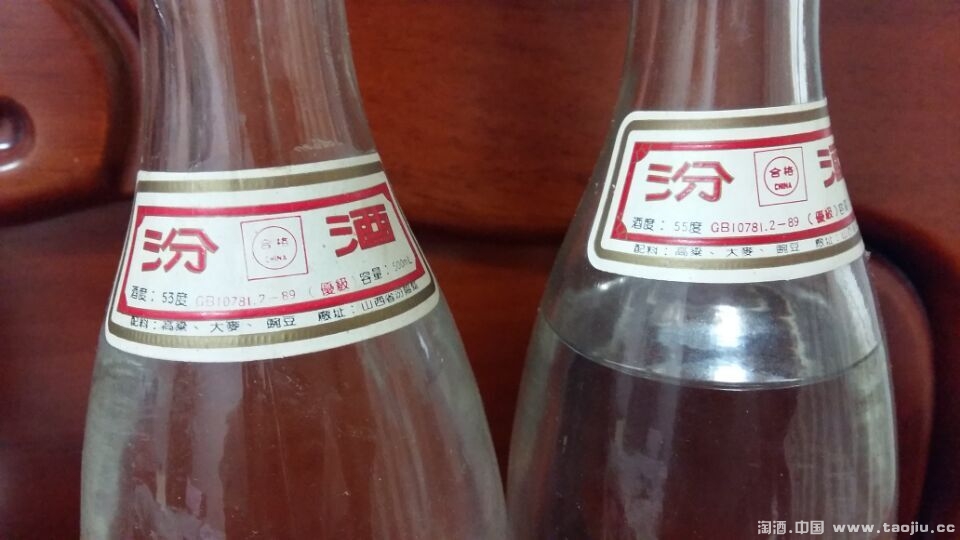 汾 酒
合格
CHINA
酒度：53度 GB10781.2-89（優級）容量：500mL
配料：高粱、大麥、豌豆 廠址：山西省汾陽縣
汾 酒
合格
CHINA
酒度：55度 GB10781.2-89（優級）
配料：高粱、大麥、豌豆 廠址：
淘酒.中国 www.taojiu.cc